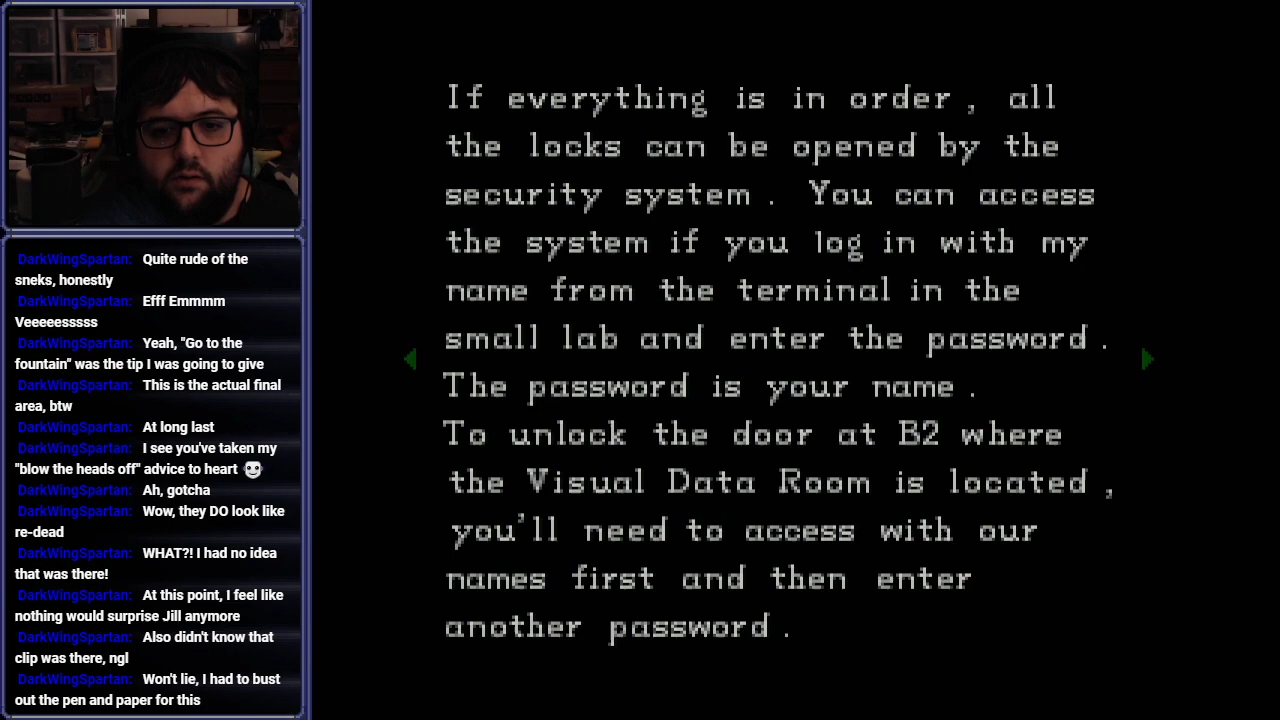 DarkWingSpartan: Quite rude of the
sneks, honestly
DarkWingSpartan: Efff Emmmm
Veeeeesssss
DarkWingSpartan: Yeah, "Go to the
fountain" was the tip I was going to give
DarkWingSpartan: This is the actual final
area, btw
DarkWingSpartan: At long last
DarkWingSpartan: I see you've taken my
"blow the heads off" advice to heart
DarkWingSpartan: Ah, gotcha
DarkWingSpartan: Wow, they DO look like
re-dead
DarkWingSpartan: WHAT?! I had no idea
that was there!
DarkWingSpartan: At this point, I feel like
nothing would surprise Jill anymore
DarkWingSpartan: Also didn't know that
clip was there, ngl
DarkWingSpartan: Won't lie, I had to bust
out the pen and paper for this
If everything is in order, all
the locks can be opened by the
security system. You can access
the system if you log in with my
name from the terminal in the
small lab and enter the password.
The password is your name.
To unlock the door at B2 where
the Visual Data Room is located,
you'll need to access with our
names first and then enter
another password.